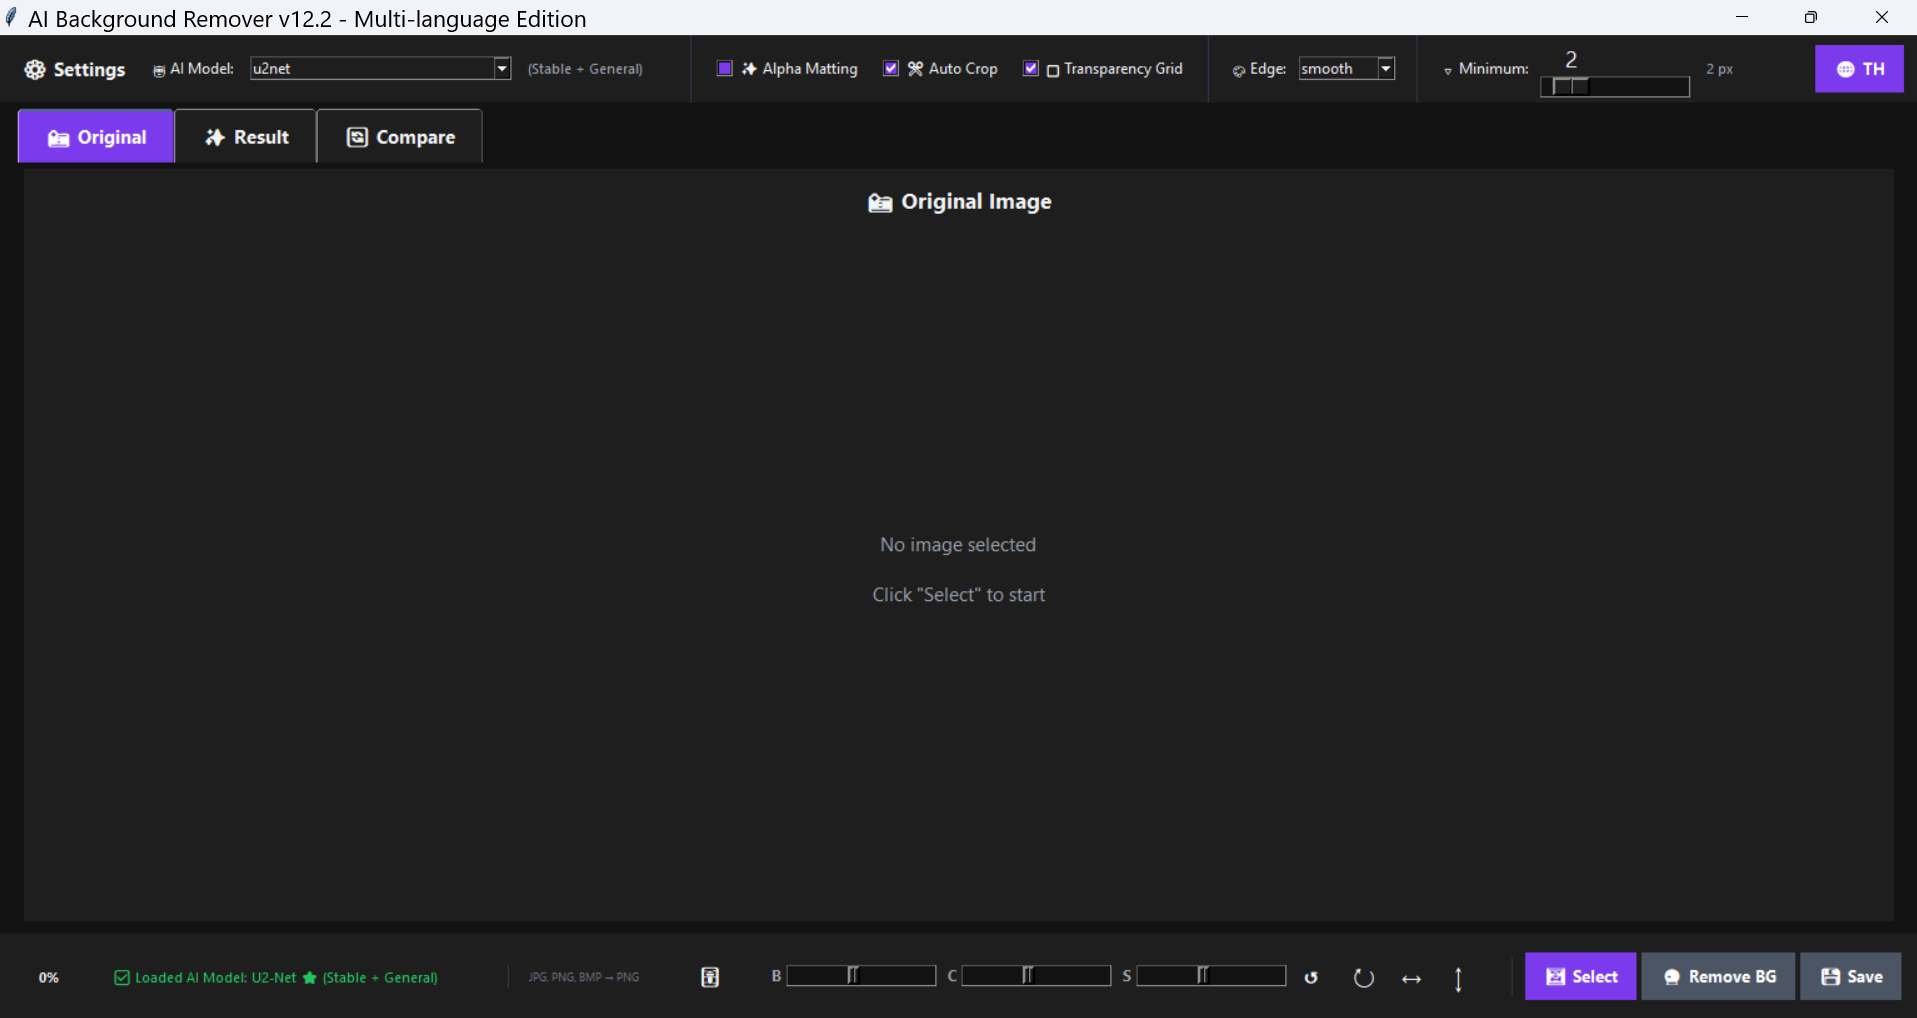 AI Background Remover v12.2 - Multi-language Edition
Settings AI Model: u2net (Stable + General) Alpha Matting Auto Crop Transparency Grid Edge: smooth Minimum: 2 2 px TH
Original Result Compare
Original Image
No image selected
Click "Select" to start
0% Loaded AI Model: U2-Net (Stable + General) JPG, PNG, BMP → PNG B C S Select Remove BG Save